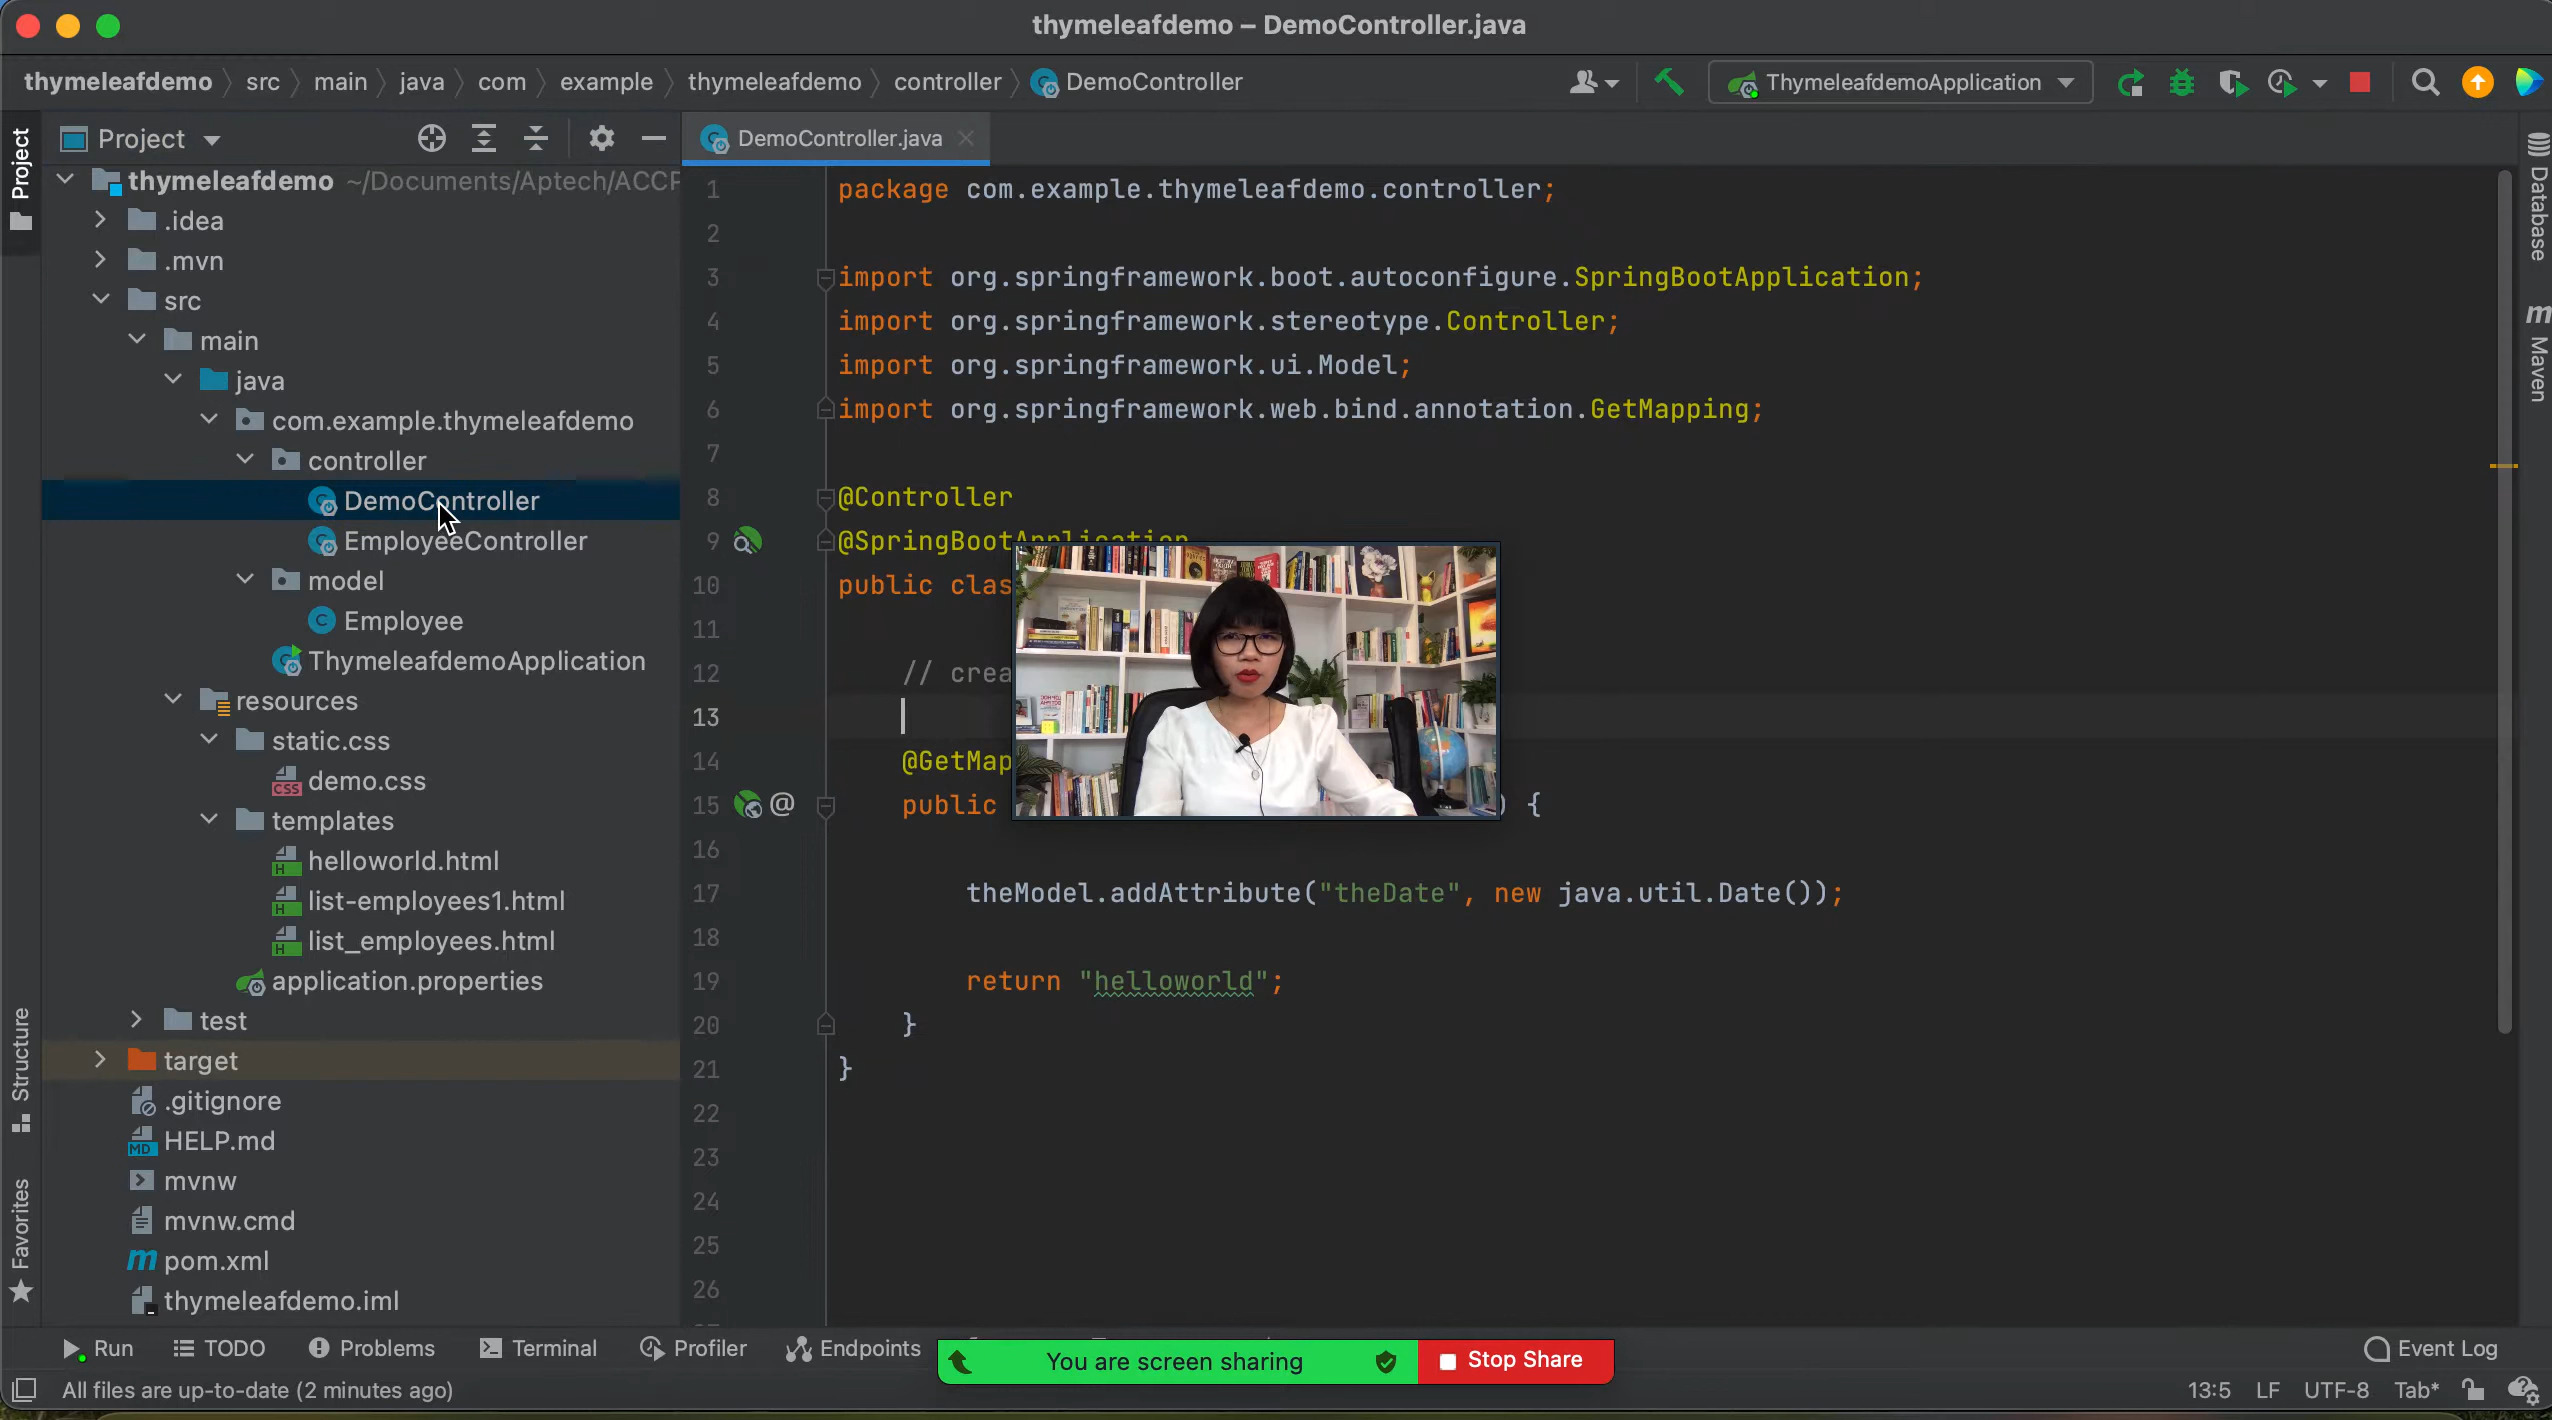 thymeleafdemo – DemoController.java
thymeleafdemo src main java com example thymeleafdemo controller DemoController
ThymeleafdemoApplication
Project
Project
DemoController.java
thymeleafdemo ~/Documents/Aptech/ACCP
.idea
.mvn
src
main
java
com.example.thymeleafdemo
controller
DemoController
EmployeeController
model
Employee
ThymeleafdemoApplication
resources
static.css
demo.css
templates
helloworld.html
list-employees1.html
list_employees.html
application.properties
test
target
.gitignore
HELP.md
mvnw
mvnw.cmd
pom.xml
thymeleafdemo.iml
Structure
Favorites
1 package com.example.thymeleafdemo.controller;
2
3 import org.springframework.boot.autoconfigure.SpringBootApplication;
4 import org.springframework.stereotype.Controller;
5 import org.springframework.ui.Model;
6 import org.springframework.web.bind.annotation.GetMapping;
7
8 @Controller
9 @SpringBootApplication
10 public clas
11
12 // crea
13
14 @GetMap
15 @ public ) {
16
17 theModel.addAttribute("theDate", new java.util.Date());
18
19 return "helloworld";
20 }
21 }
22
23
24
25
26
Database
Maven
Run TODO Problems Terminal Profiler Endpoints
You are screen sharing
Stop Share
Event Log
All files are up-to-date (2 minutes ago)
13:5 LF UTF-8 Tab*